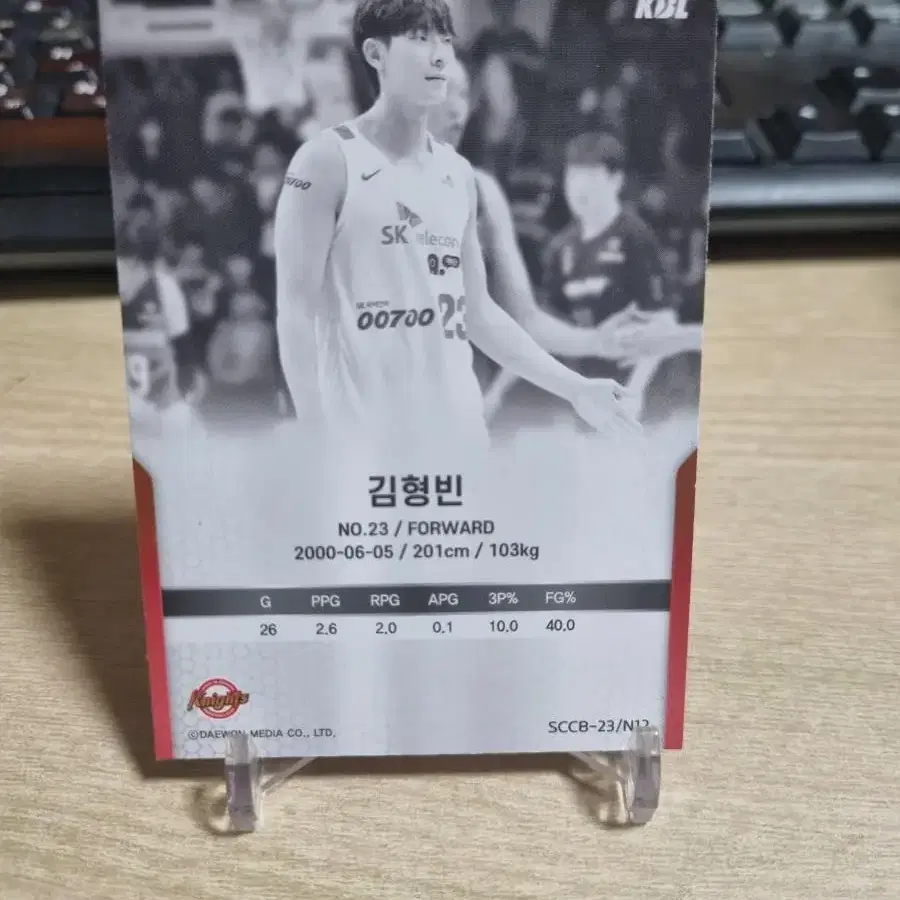 KBL
00700
SK telecom
00700 23
9
김형빈
NO.23 / FORWARD
2000-06-05 / 201cm / 103kg
G PPG RPG APG 3P% FG%
26 2.6 2.0 0.1 10.0 40.0
Knights
©DAEWON MEDIA CO., LTD.
SCCB-23/N12